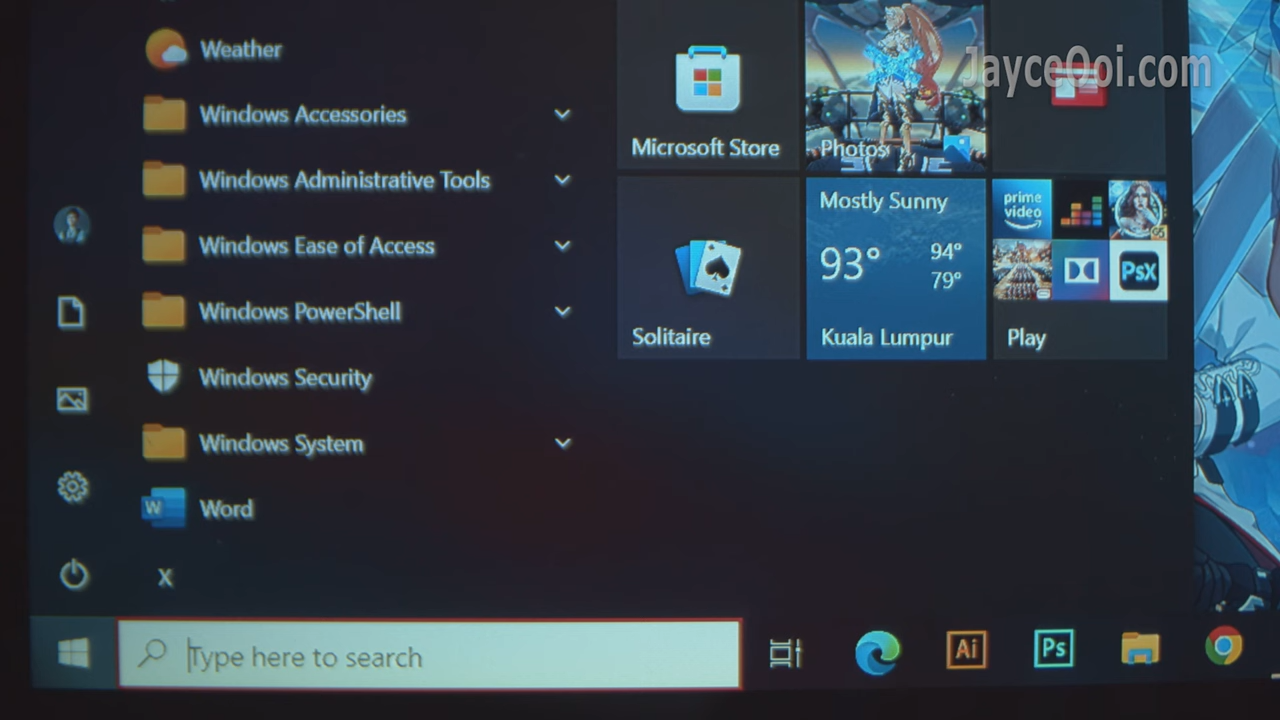 Weather
Windows Accessories
Windows Administrative Tools
Windows Ease of Access
Windows PowerShell
Windows Security
Windows System
W
Word
X
Microsoft Store
Photos
JayceOoi.com
Solitaire
Mostly Sunny
93°
94°
79°
Kuala Lumpur
prime
video
PsX
Play
Type here to search
Ai
Ps